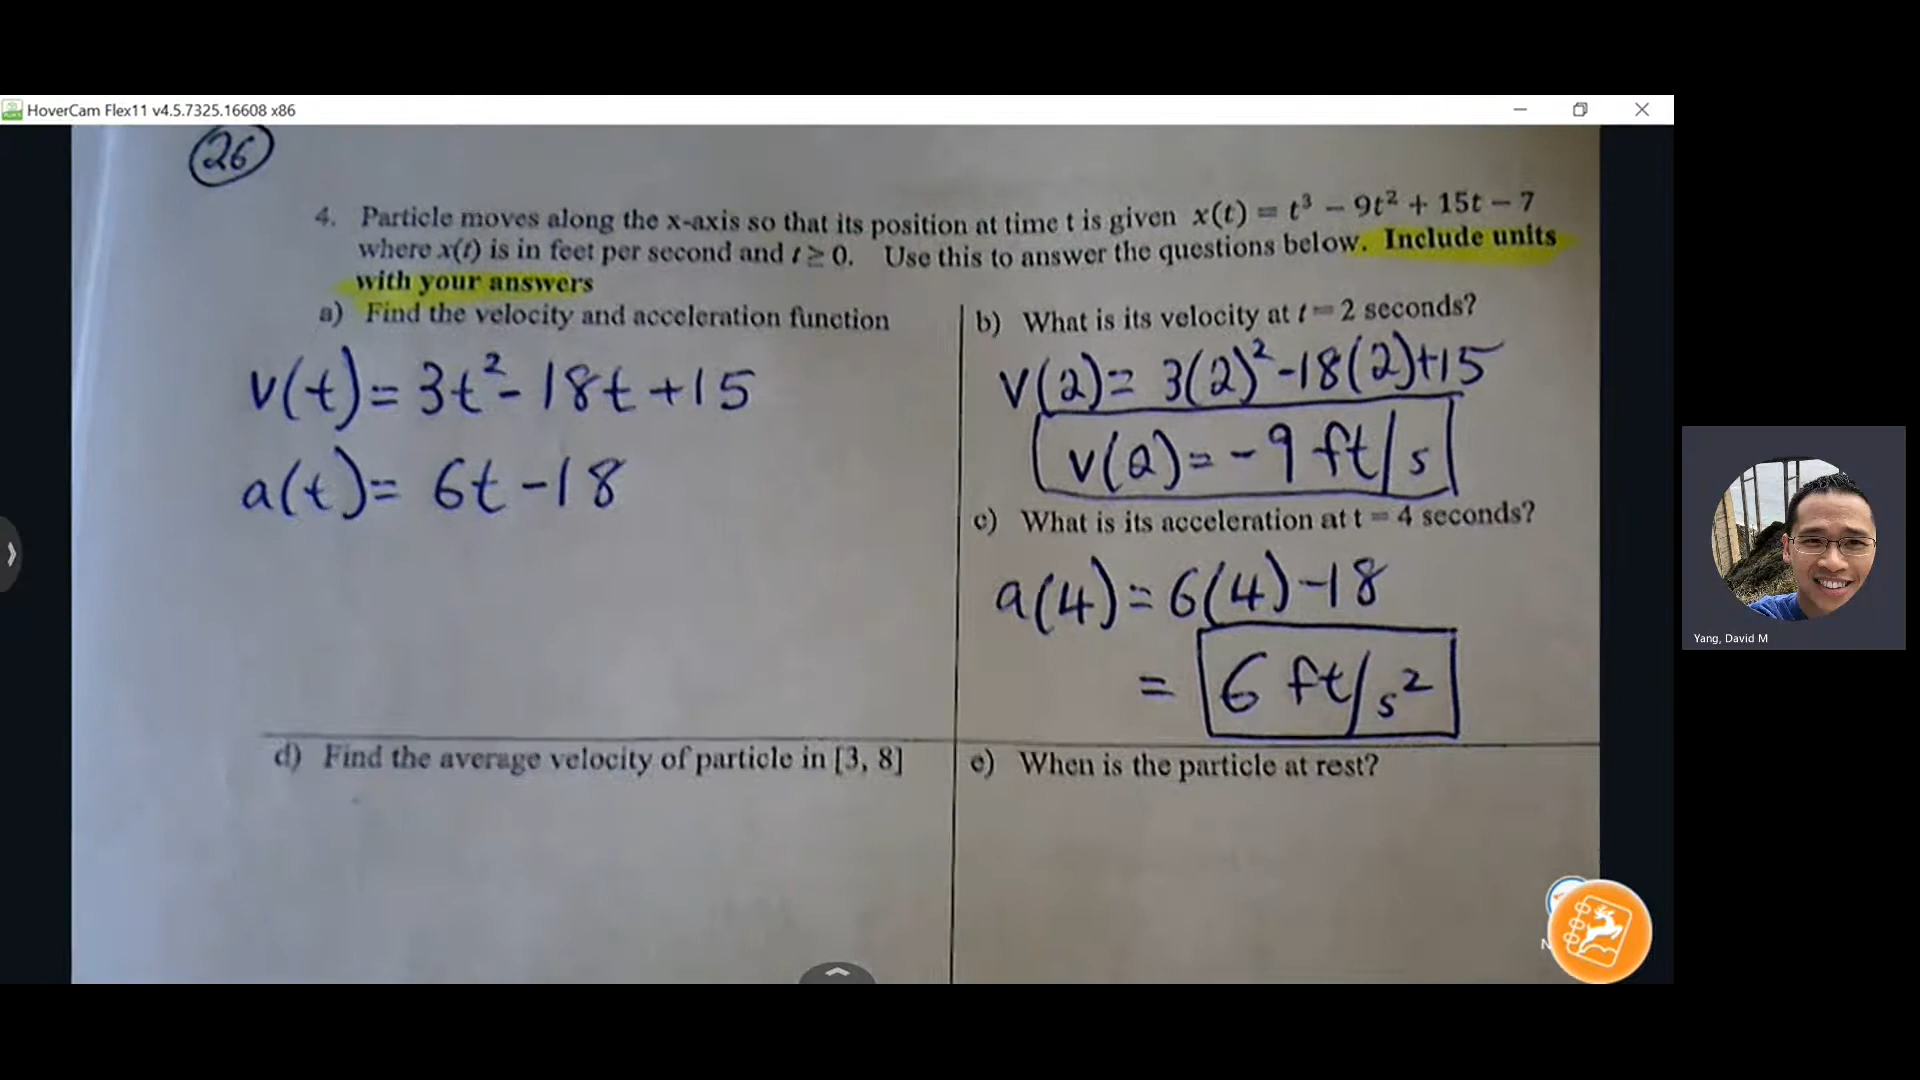 HoverCam Flex11 v4.5.7325.16608 x86
26
4. Particle moves along the x-axis so that its position at time t is given x(t) = t³ − 9t² + 15t − 7
where x(t) is in feet per second and t ≥ 0. Use this to answer the questions below. Include units
with your answers
a) Find the velocity and acceleration function
v(t) = 3t² - 18t + 15
a(t) = 6t - 18
b) What is its velocity at t = 2 seconds?
v(2) = 3(2)² - 18(2) + 15
v(2) = -9 ft/s
c) What is its acceleration at t = 4 seconds?
a(4) = 6(4) - 18
= 6 ft/s²
d) Find the average velocity of particle in [3, 8]
e) When is the particle at rest?
Yang, David M